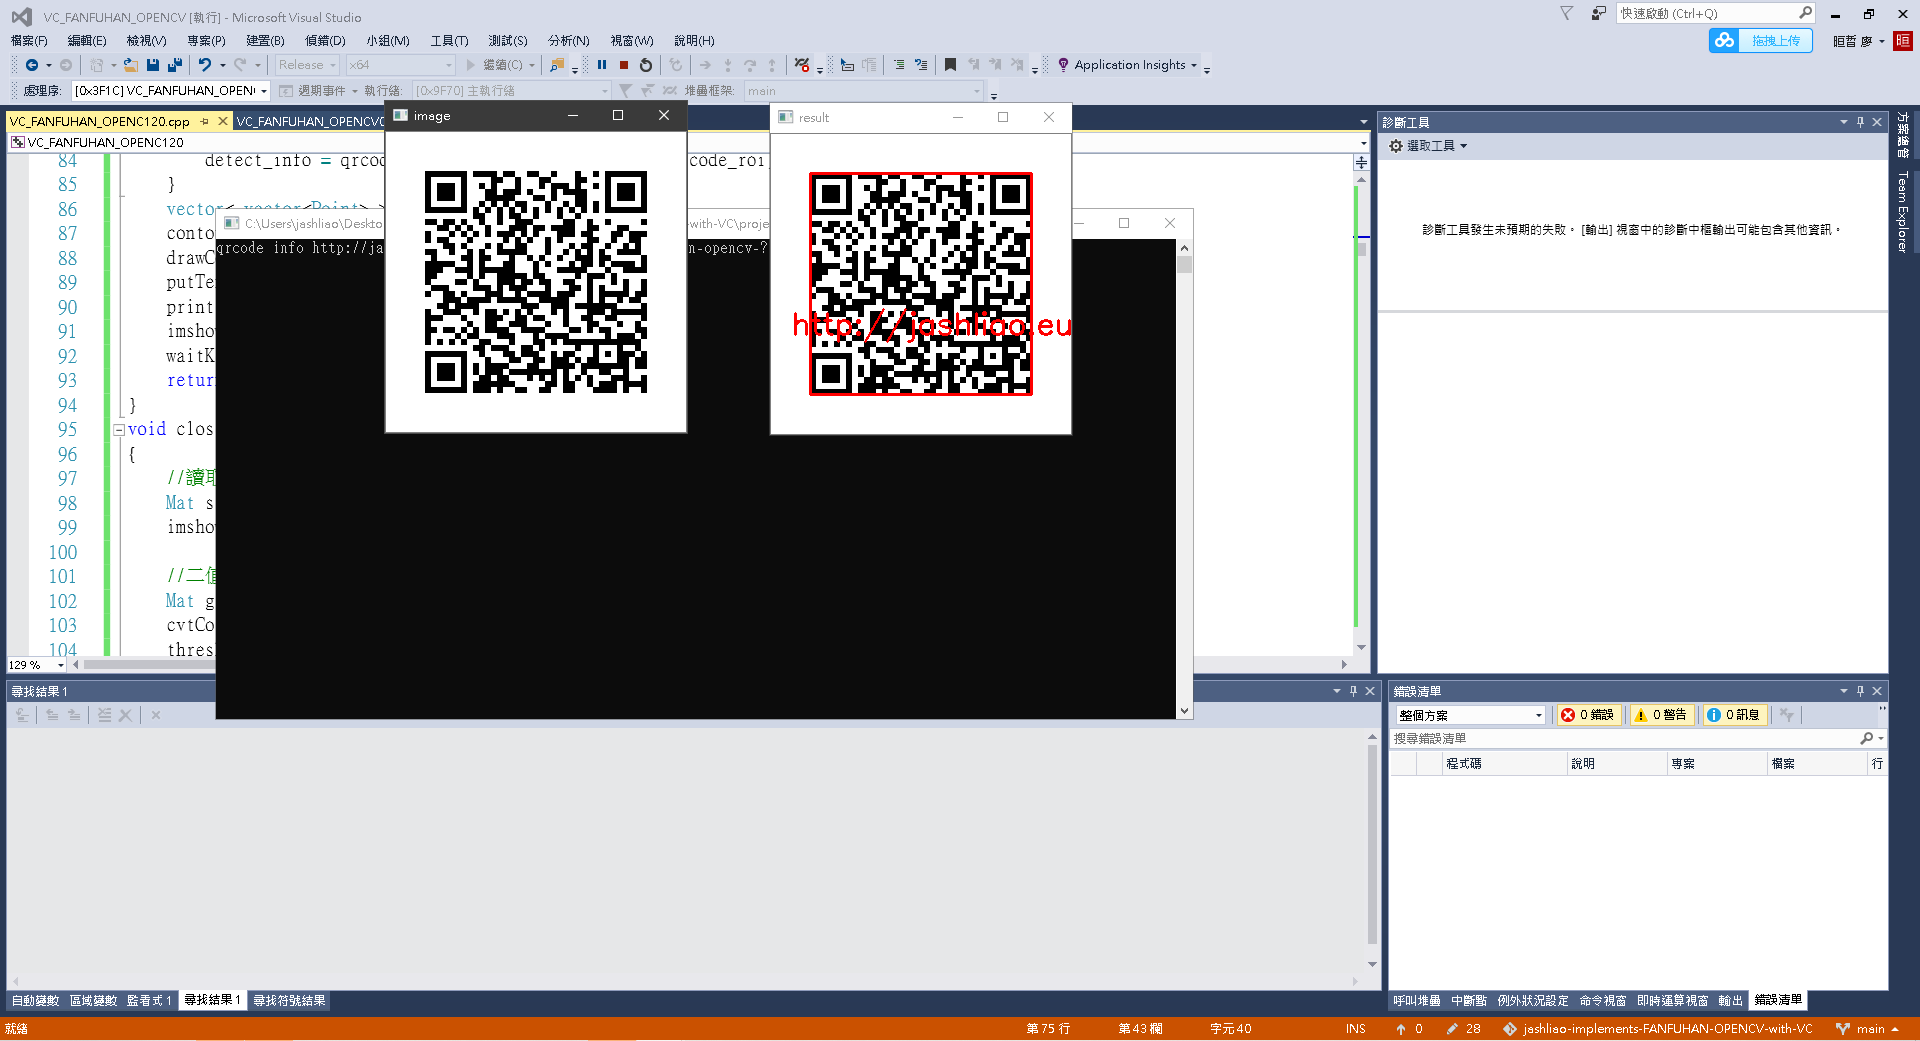 VC_FANFUHAN_OPENCV [執行] - Microsoft Visual Studio
快速啟動 (Ctrl+Q)
檔案(F) 編輯(E) 檢視(V) 專案(P) 建置(B) 偵錯(D) 小組(M) 工具(T) 測試(S) 分析(N) 視窗(W) 說明(H)
拖拽上传
Release x64 繼續(C) Application Insights
處理序: [0x3F1C] VC_FANFUHAN_OPEN 週期事件 執行緒: [0x9F70] 主執行緒 堆疊框架: main
VC_FANFUHAN_OPENC120.cpp VC_FANFUHAN_OPENCV
VC_FANFUHAN_OPENC120
image
result
診斷工具
選取工具
診斷工具發生未預期的失敗。 [輸出] 視窗中的診斷中樞輸出可能包含其他資訊。
方案總管
Team Explorer
84 detect_info = qrco code_roi
85 }
86 vector< vector<Point> >
87 conto
88 drawC
89 putTe
90 print
91 imsho
92 waitK
93 return
94 }
95 void clos
96 {
97 //讀取
98 Mat s
99 imsho
100
101 //二值
102 Mat g
103 cvtCo
104 thres
C:\Users\jashliao\Deskto -with-VC\proje
qrcode info http://ja n-opencv-?
http://jashliao.eu
129 %
尋找結果 1
錯誤清單
整個方案 0 錯誤 0 警告 0 訊息
搜尋錯誤清單
程式碼 說明 專案 檔案 行
自動變數 區域變數 監看式 1 尋找結果 1 尋找符號結果
呼叫堆疊 中斷點 例外狀況設定 命令視窗 即時運算視窗 輸出 錯誤清單
就緒 第 75 行 第 43 欄 字元 40 INS 0 28 jashliao-implements-FANFUHAN-OPENCV-with-VC main